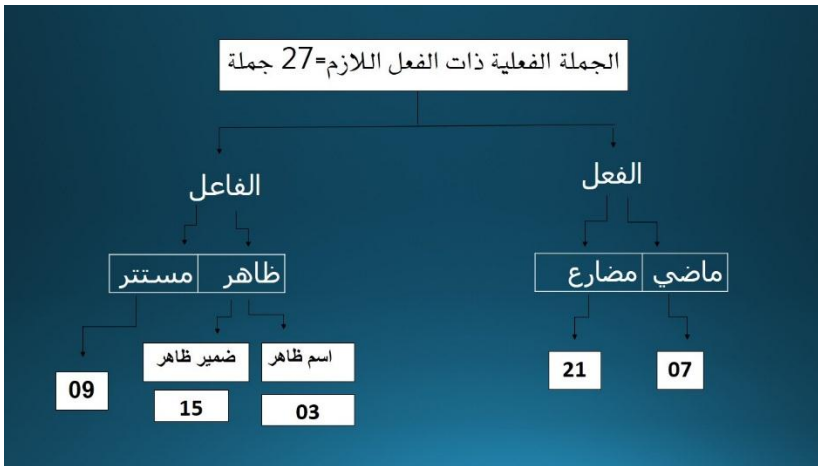 الجملة الفعلية ذات الفعل اللازم=27 جملة
الفعل
الفاعل
ماضي
مضارع
ظاهر
مستتر
07
21
اسم ظاهر
ضمير ظاهر
03
15
09